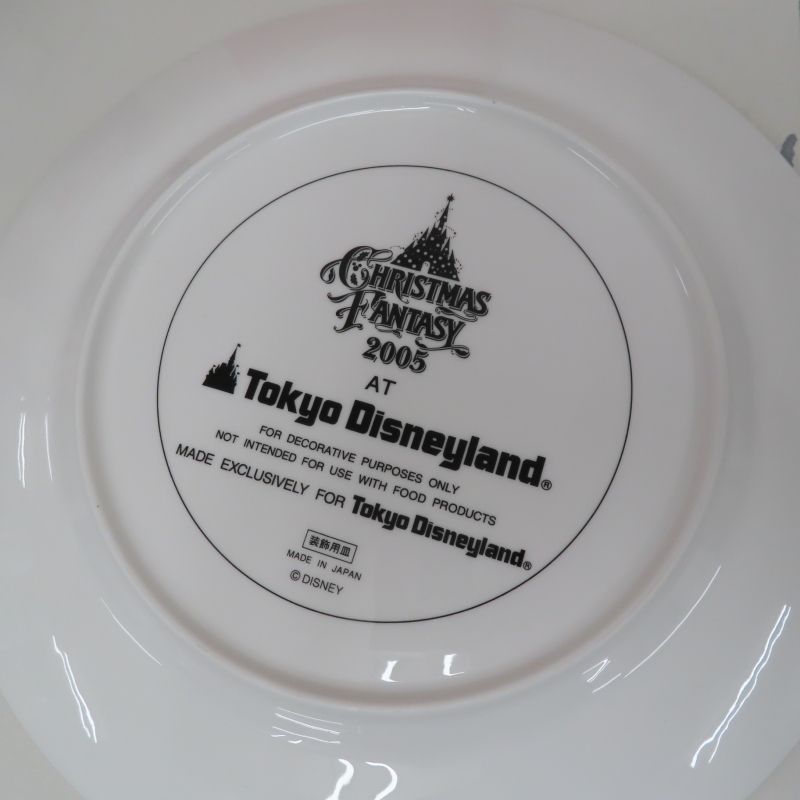 CHRISTMAS
FANTASY
2005
AT
Tokyo Disneyland®
FOR DECORATIVE PURPOSES ONLY
NOT INTENDED FOR USE WITH FOOD PRODUCTS
MADE EXCLUSIVELY FOR Tokyo Disneyland®
装飾用皿
MADE IN JAPAN
©DISNEY